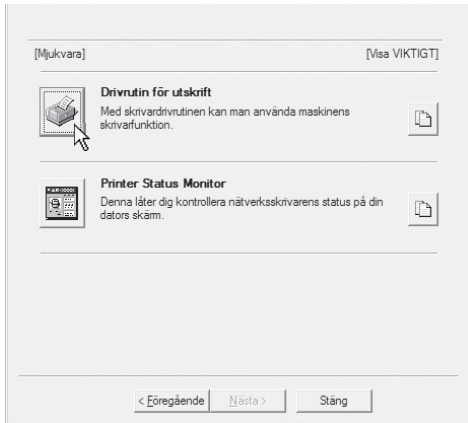 [Mjukvara] [Visa VIKTIGT]
Drivrutin för utskrift
Med skrivardrivrutinen kan man använda maskinens
skrivarfunktion.
Printer Status Monitor
Denna låter dig kontrollera nätverksskrivarens status på din
dators skärm.
< Föregående Nästa > Stäng